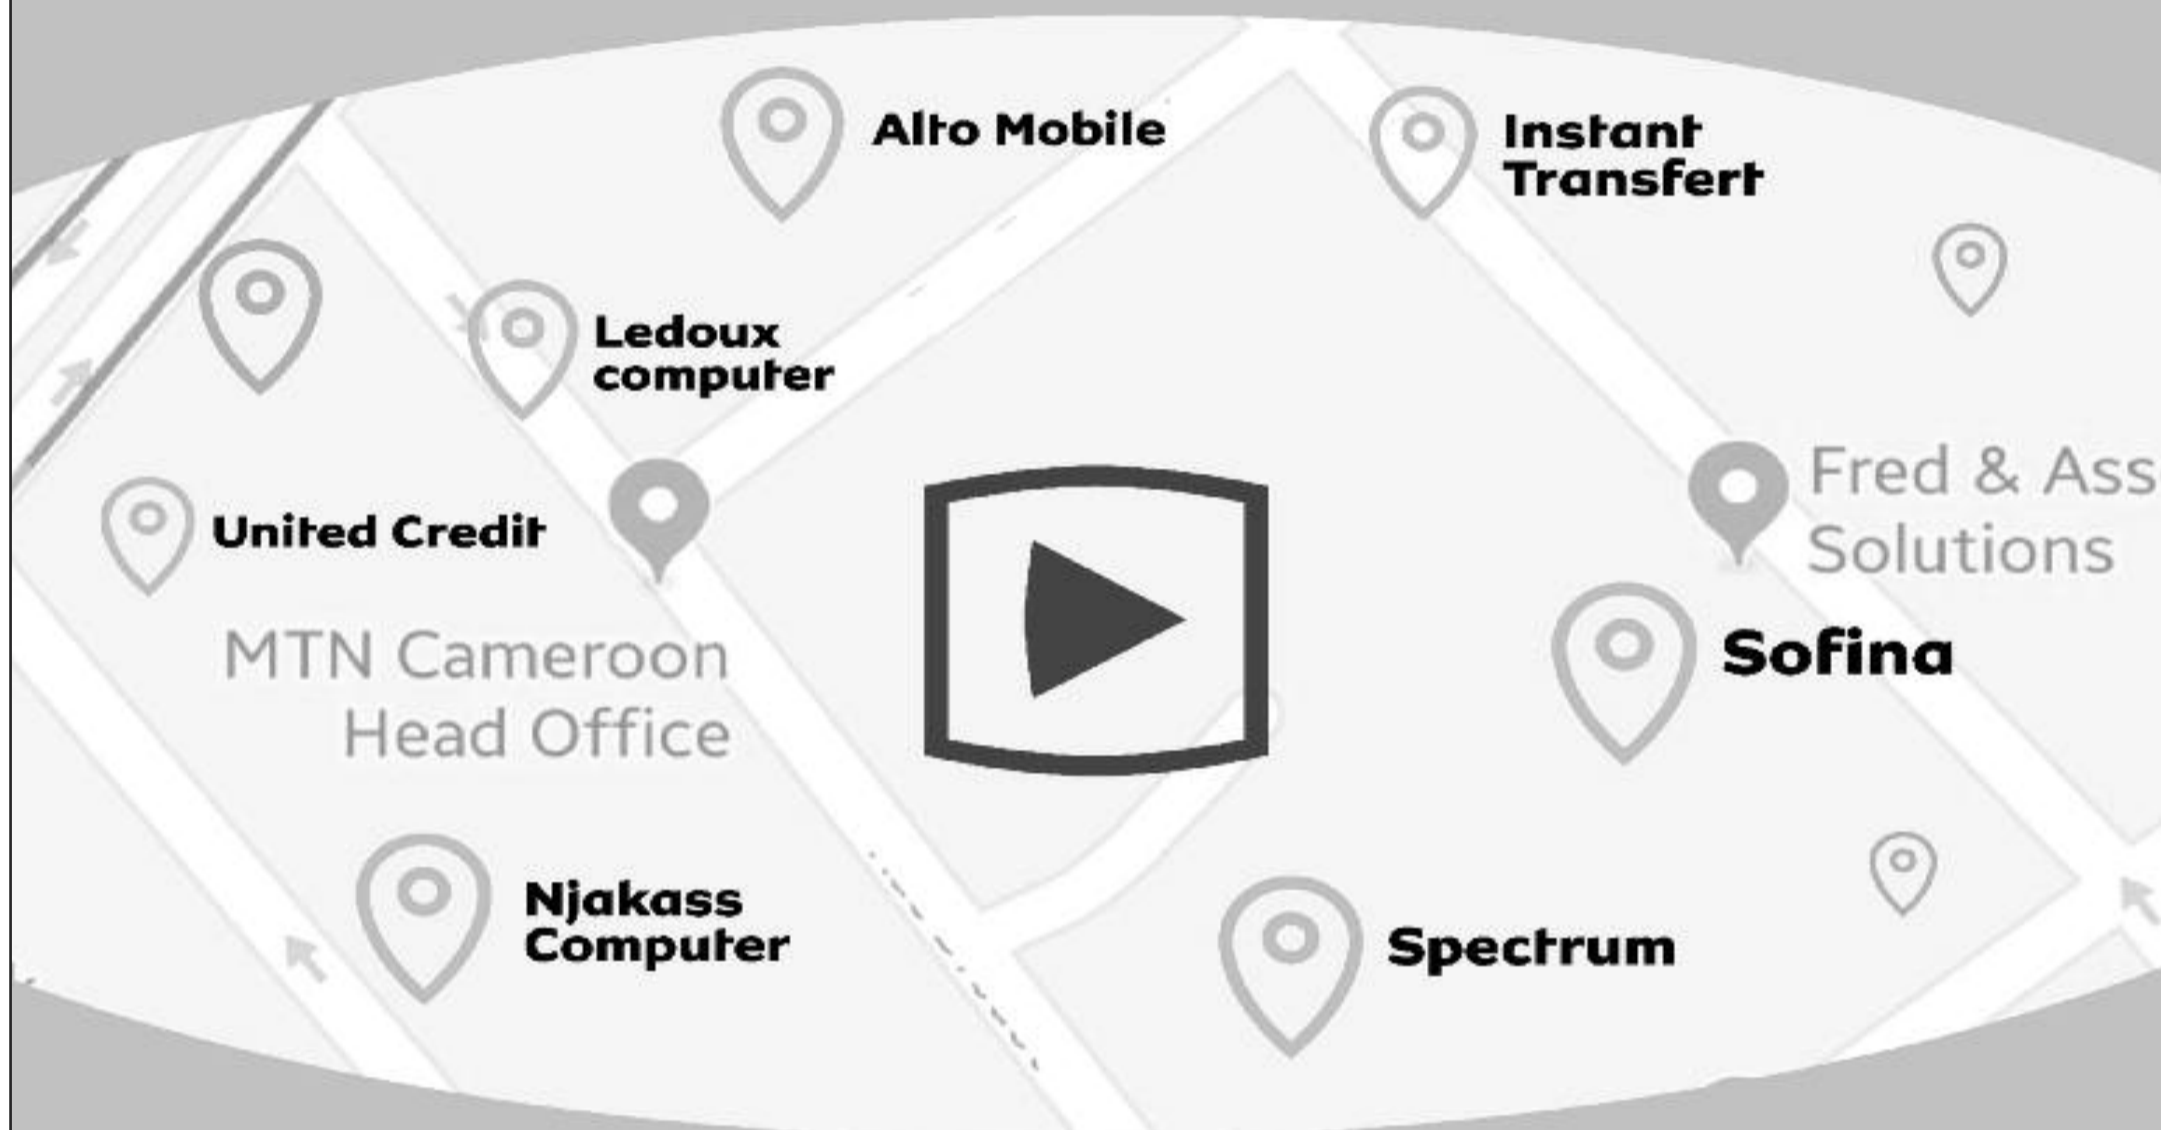 Alto Mobile
Instant
Transfert
Ledoux
computer
United Credit
Fred & Ass
Solutions
MTN Cameroon
Head Office
Sofina
Njakass
Computer
Spectrum